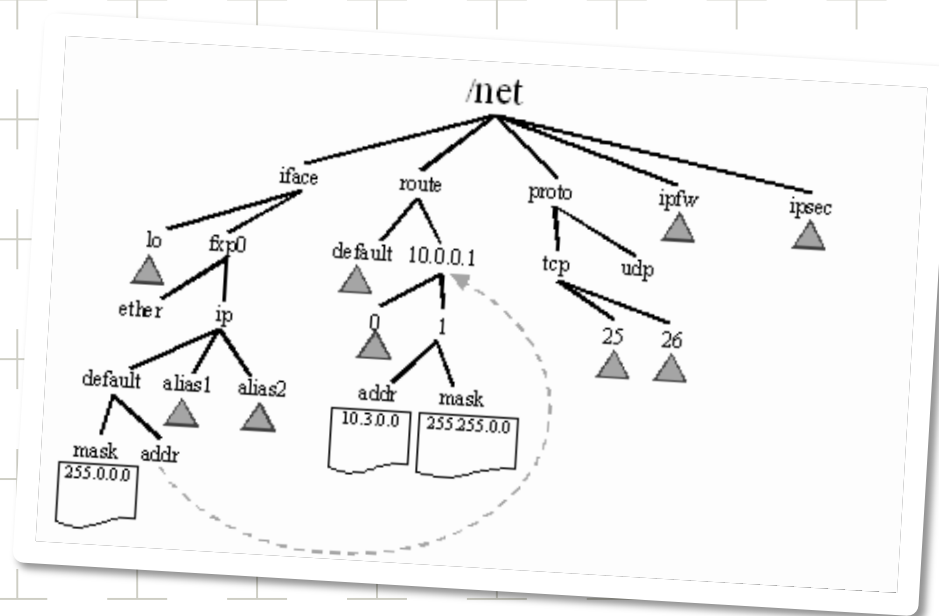 /net
iface
route
proto
ipfw
ipsec
lo
fxp0
default
10.0.0.1
tcp
udp
ether
ip
0
1
25
26
default
alias1
alias2
addr
mask
10.3.0.0
255.255.0.0
mask
addr
255.0.0.0